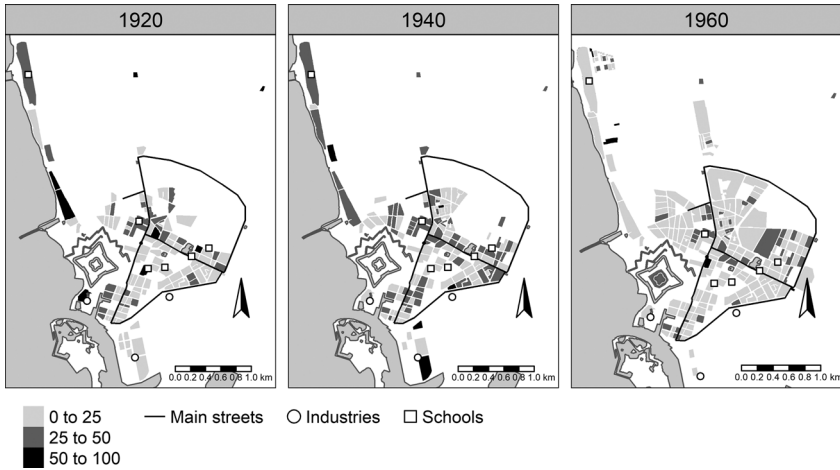 1920 1940 1960
0.0 0.2 0.4 0.6 0.8 1.0 km 0.0 0.2 0.4 0.6 0.8 1.0 km 0.0 0.2 0.4 0.6 0.8 1.0 km
0 to 25 Main streets Industries Schools
25 to 50
50 to 100